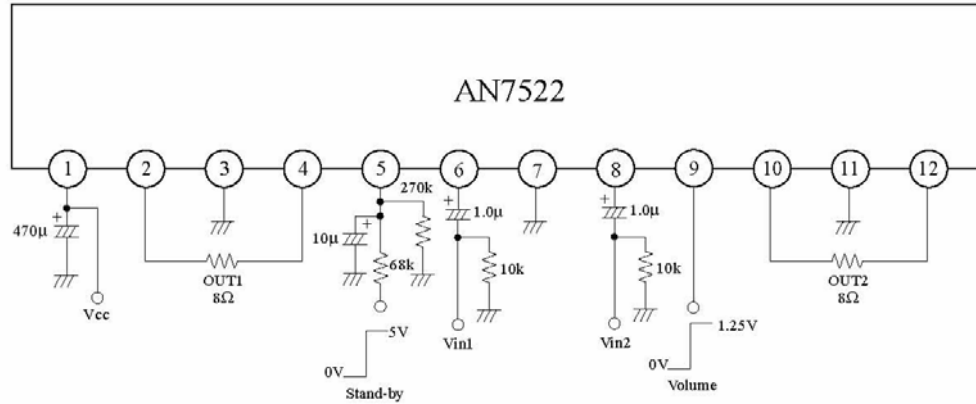 AN7522
1 2 3 4 5 6 7 8 9 10 11 12
270k
+ + + +
470μ 10μ 1.0μ 1.0μ
68k 10k 10k
OUT1 OUT2
8Ω 8Ω
Vcc
5V Vin1 Vin2 1.25V
0V 0V
Stand-by Volume